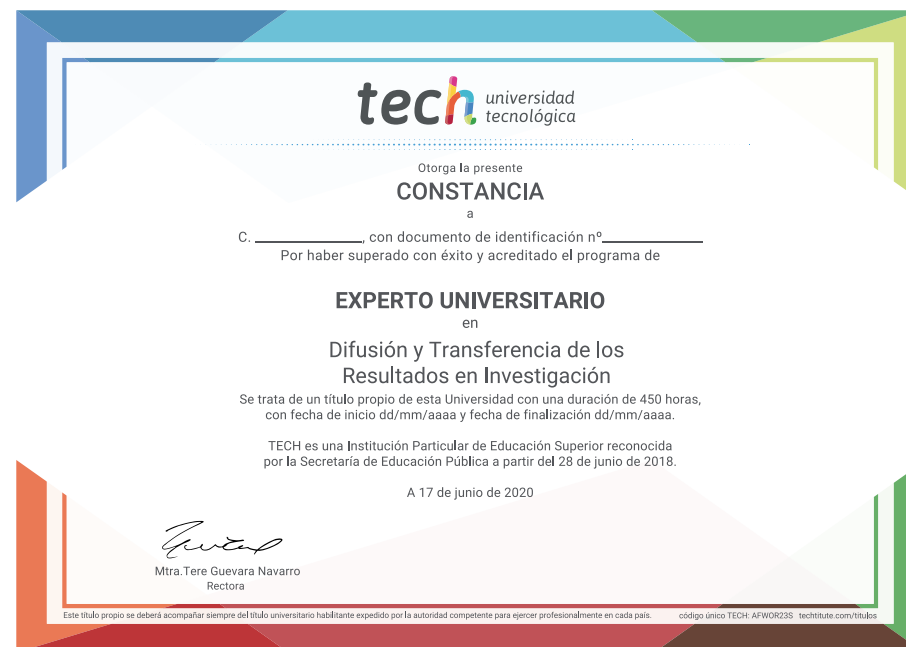 tech universidad
tecnológica
Otorga la presente
CONSTANCIA
a
C. ______________, con documento de identificación nº_____________
Por haber superado con éxito y acreditado el programa de
EXPERTO UNIVERSITARIO
en
Difusión y Transferencia de los
Resultados en Investigación
Se trata de un título propio de esta Universidad con una duración de 450 horas,
con fecha de inicio dd/mm/aaaa y fecha de finalización dd/mm/aaaa.
TECH es una Institución Particular de Educación Superior reconocida
por la Secretaría de Educación Pública a partir del 28 de junio de 2018.
A 17 de junio de 2020
Mtra.Tere Guevara Navarro
Rectora
Este título propio se deberá acompañar siempre del título universitario habilitante expedido por la autoridad competente para ejercer profesionalmente en cada país. código único TECH: AFWOR23S techtitute.com/títulos